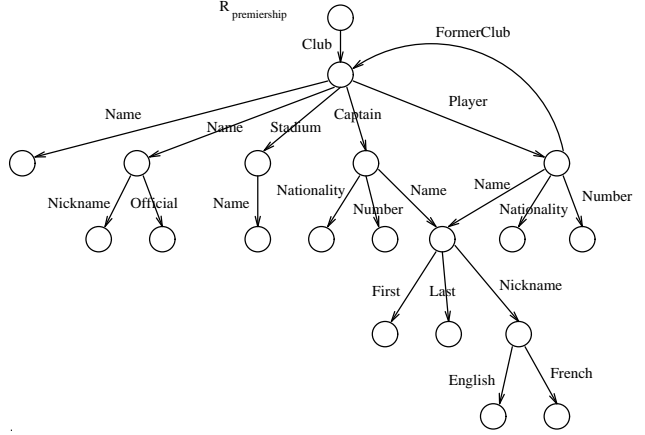 R premiership
FormerClub
Club
Player
Name
Name
Stadium
Captain
Nickname
Official
Name
Nationality
Number
Name
Name
Nationality
Number
First
Last
Nickname
English
French